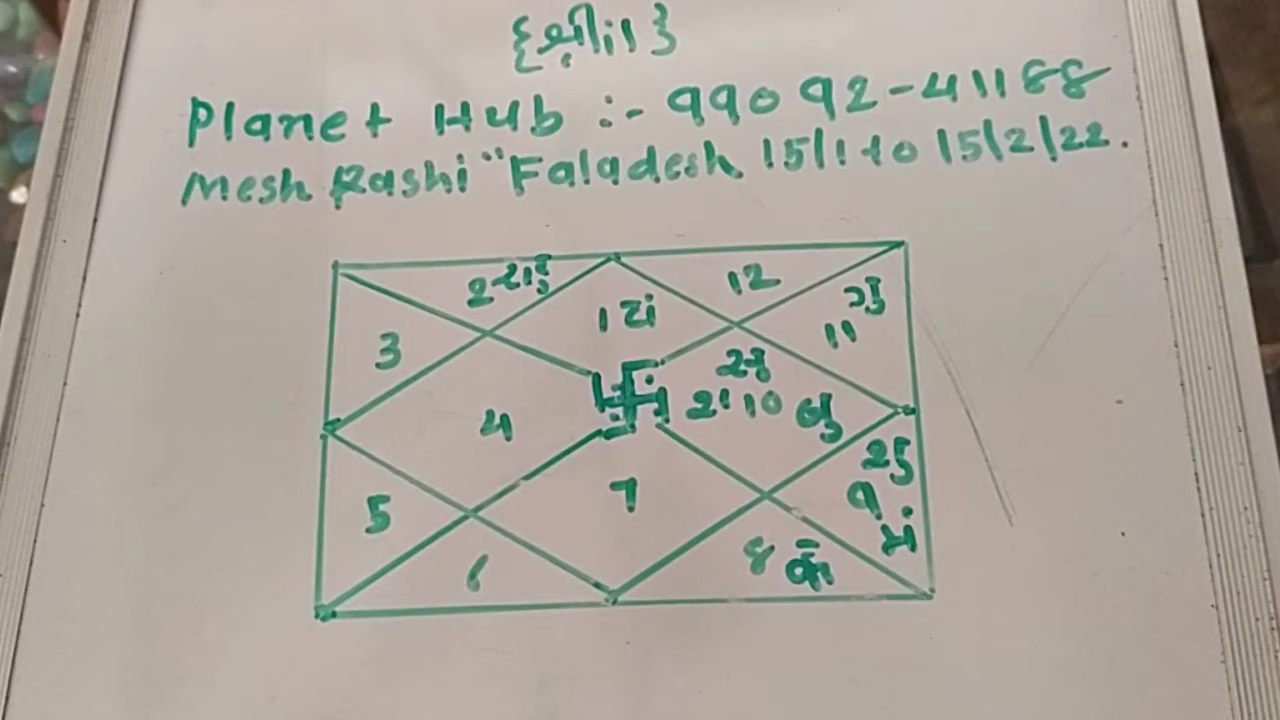 Planet Hub :- 99092-41188
Mesh Rashi "Faladesh 15/1 to 15/2/22.
2 રાહુ
12
1 ચં
ગુ
11
3
સુ
4
શ 10 બુ
શુ
9
મં
5
7
8 કે
6